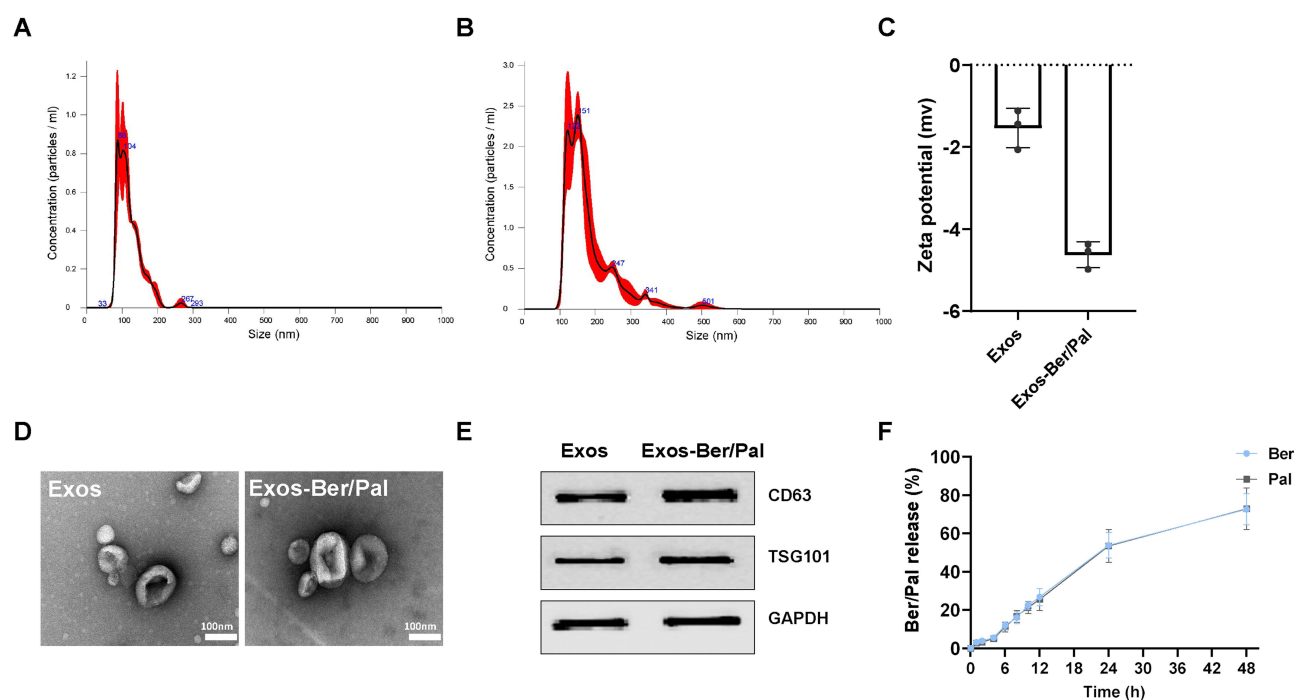 A
Concentration (particles / ml)
1.2
1.0
0.8
0.6
0.4
0.2
0
104
33
267
293
0 100 200 300 400 500 600 700 800 900 1000
Size (nm)
B
Concentration (particles / ml)
3.0
2.5
2.0
1.5
1.0
0.5
0
151
247
341
501
0 100 200 300 400 500 600 700 800 900 1000
Size (nm)
C
Zeta potential (mv)
0
-2
-4
-6
Exos
Exos-Ber/Pal
D
Exos
100nm
Exos-Ber/Pal
100nm
E
Exos Exos-Ber/Pal
CD63
TSG101
GAPDH
F
Ber/Pal release (%)
100
80
60
40
20
0
0 6 12 18 24 30 36 42 48
Time (h)
Ber
Pal